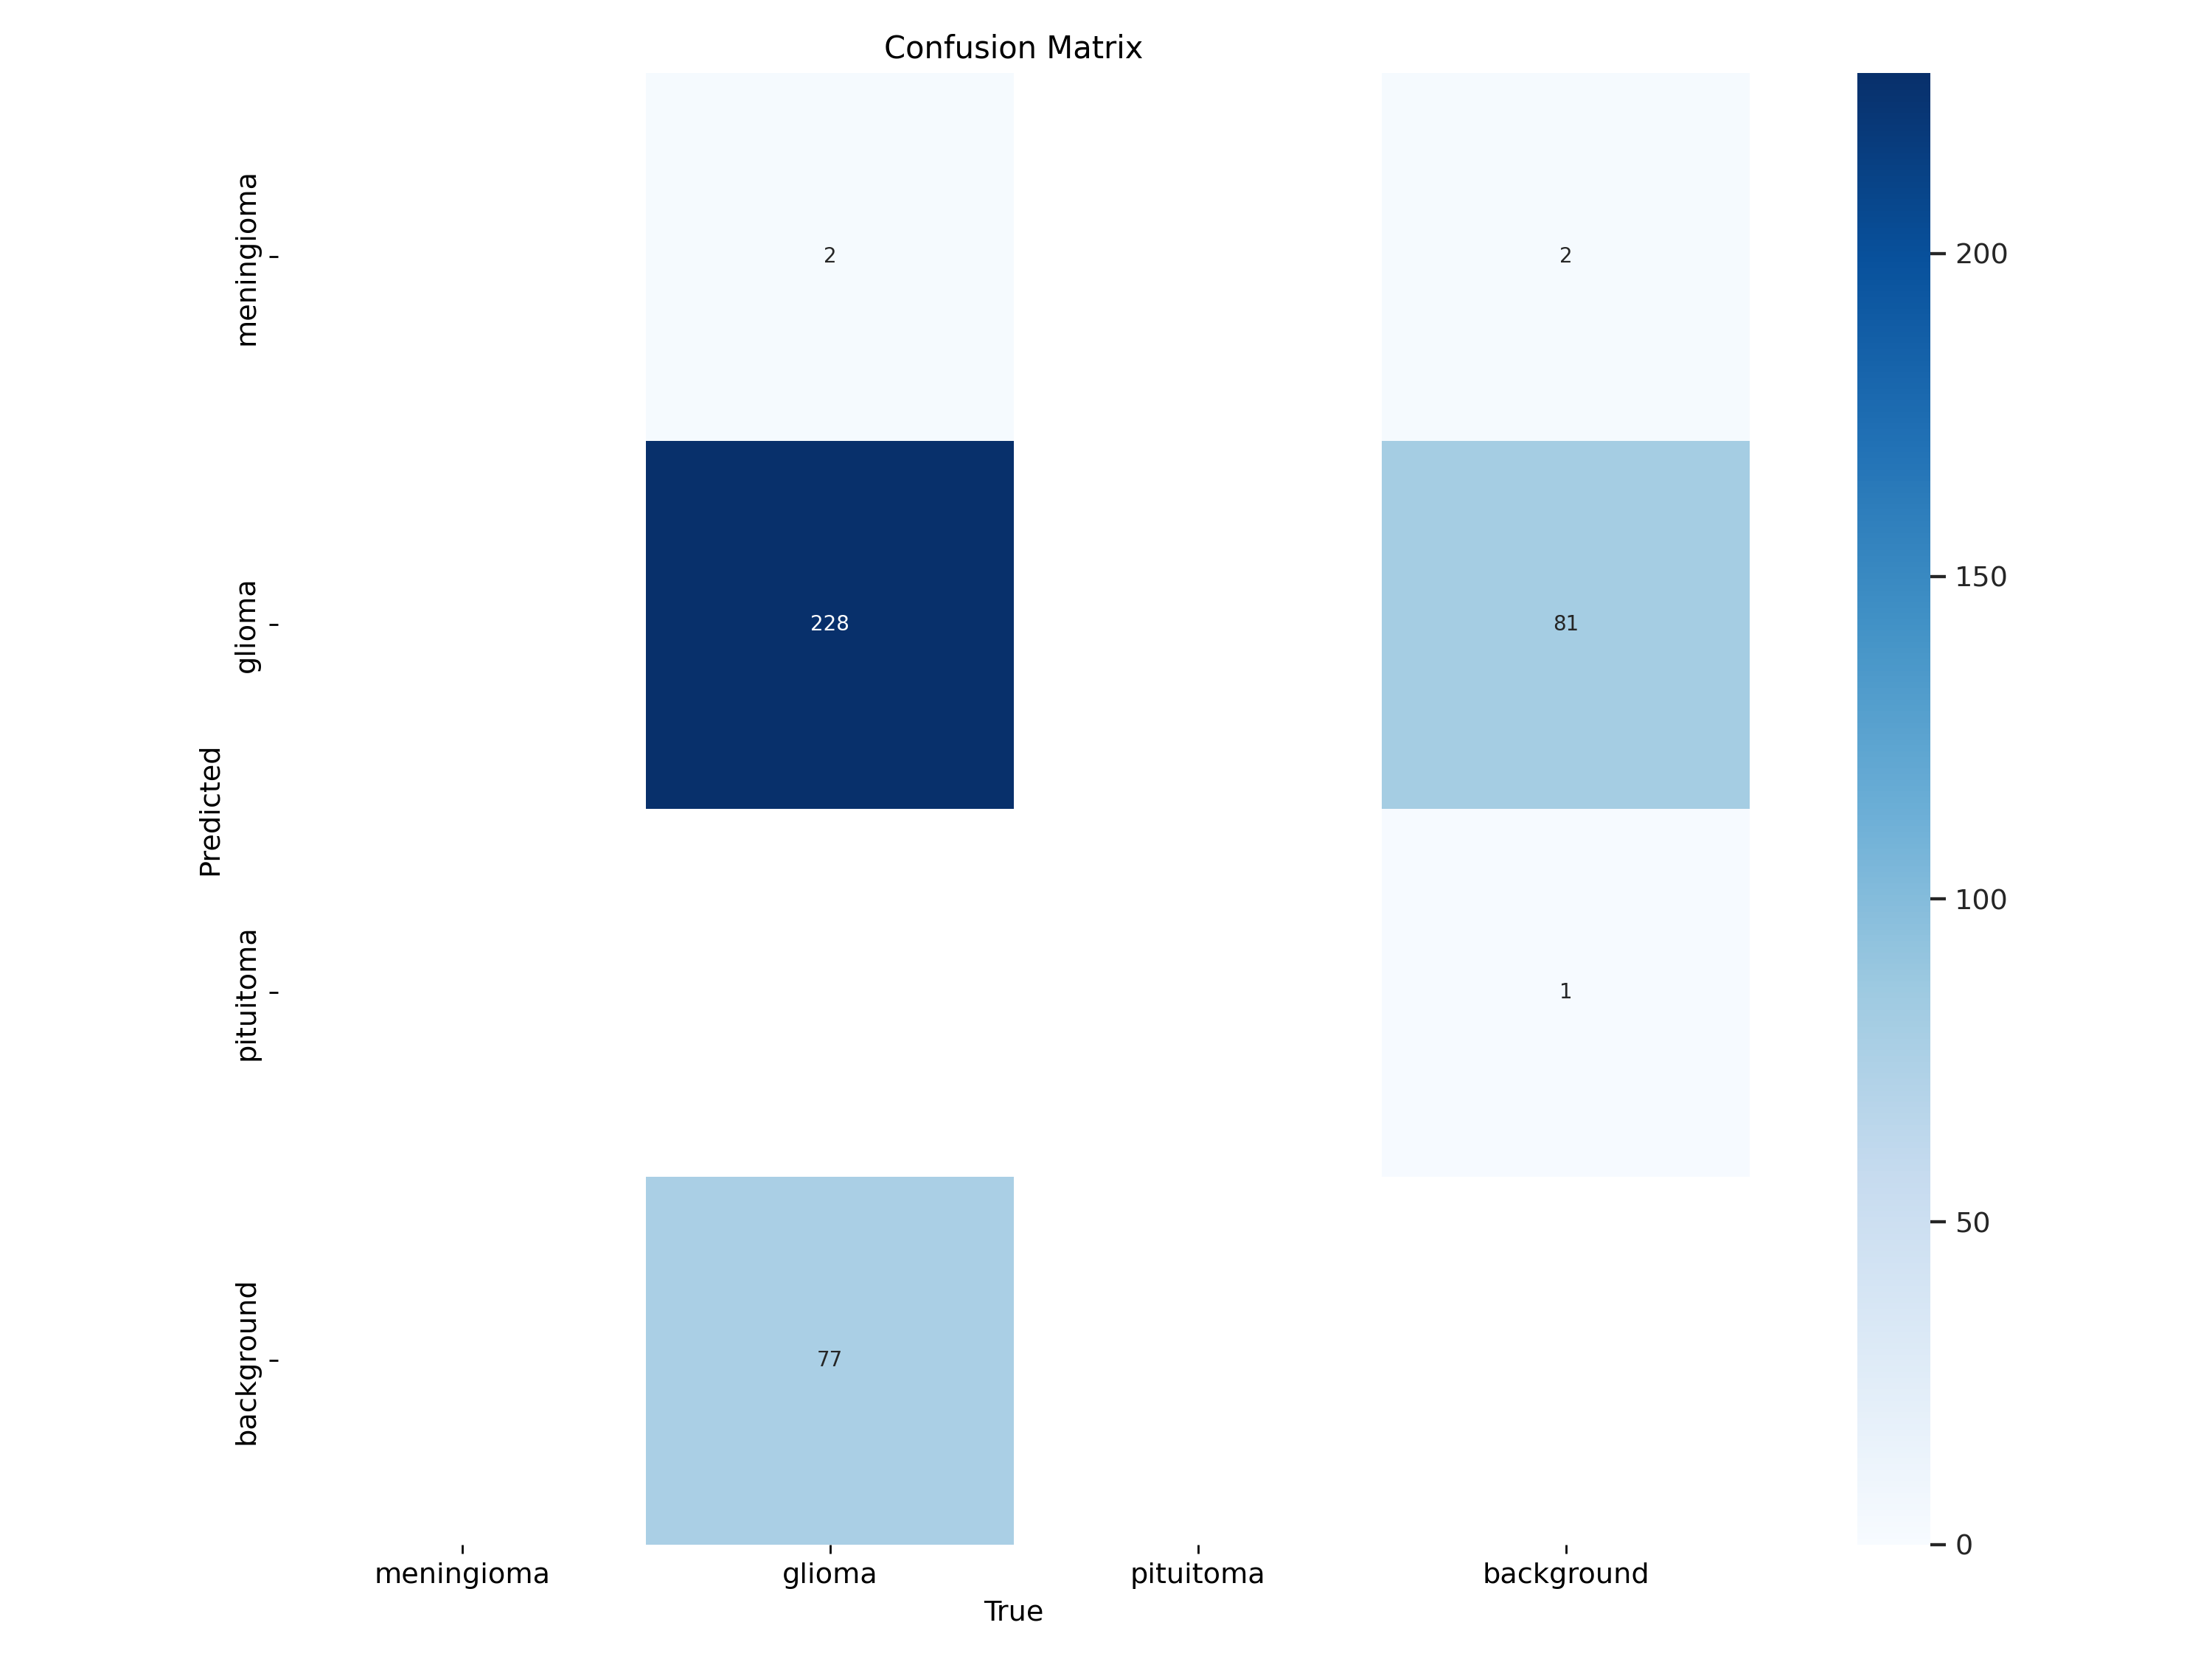 Confusion Matrix
meningioma
2
2
200
150
glioma
228
81
Predicted
100
pituitoma
1
50
background
77
0
meningioma
glioma
pituitoma
background
True